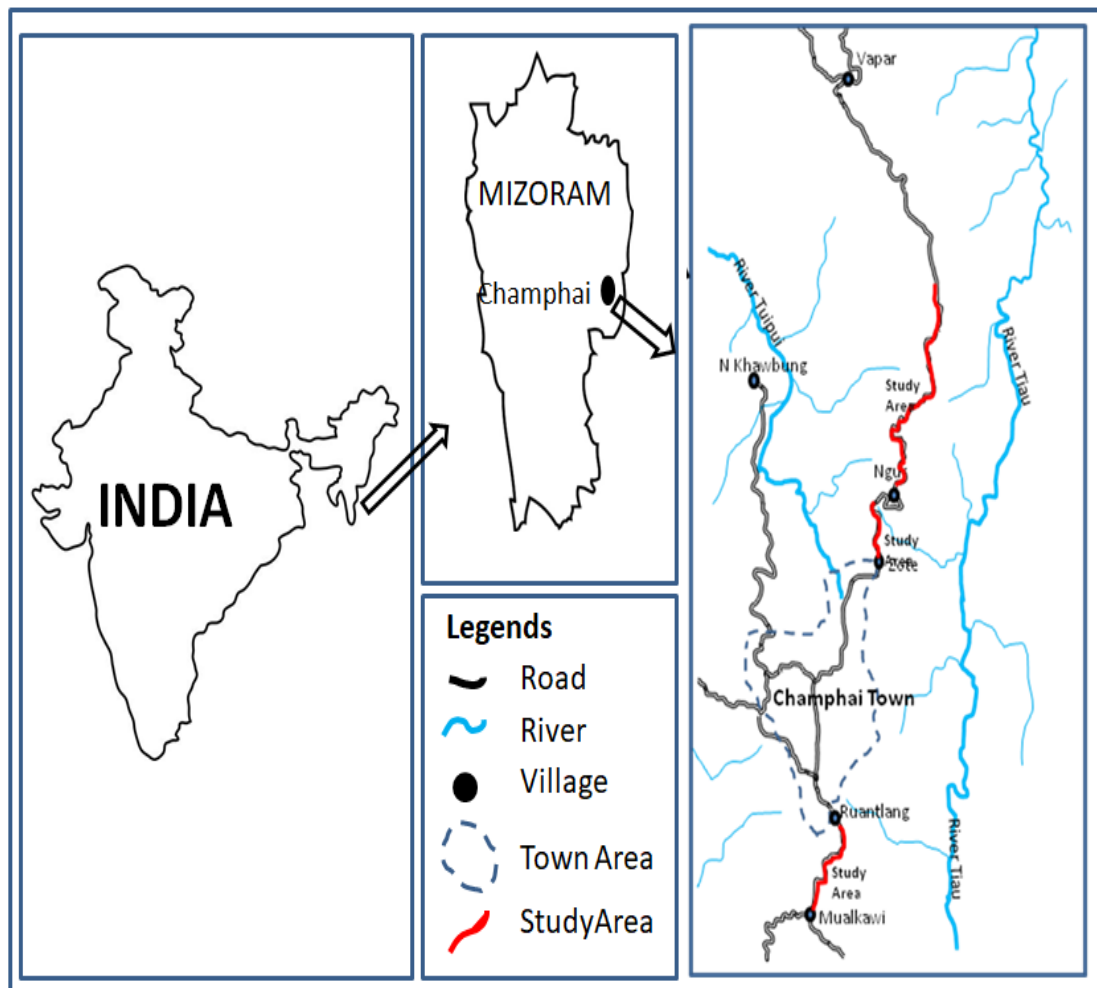 INDIA
MIZORAM
Champhai
Legends
Road
River
Village
Town Area
StudyArea
Vapar
River Tuipui
N Khawbung
River Tiau
Study
Area
Ngur
Study
Area
Zote
Champhai Town
Ruantlang
River Tiau
Study
Area
Mualkawi